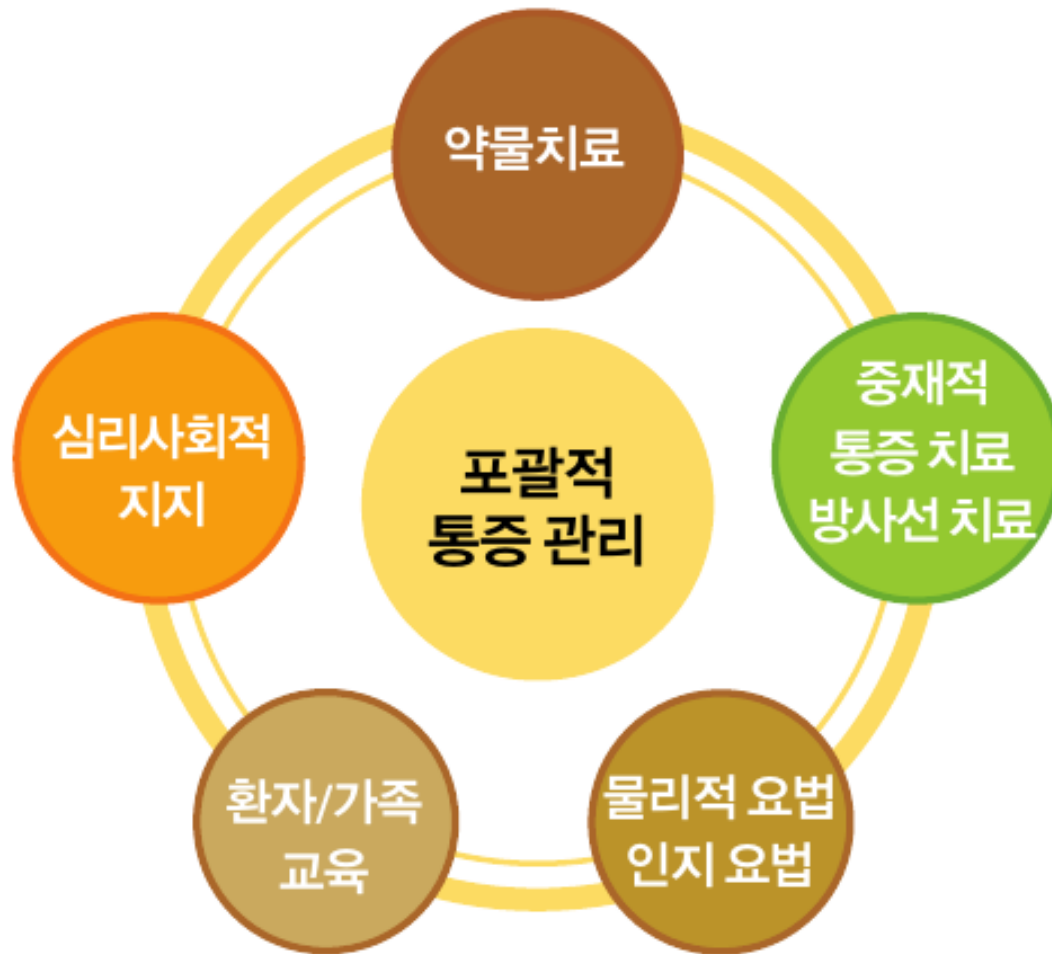 약물치료
심리사회적
지지
포괄적
통증 관리
중재적
통증 치료
방사선 치료
환자/가족
교육
물리적 요법
인지 요법